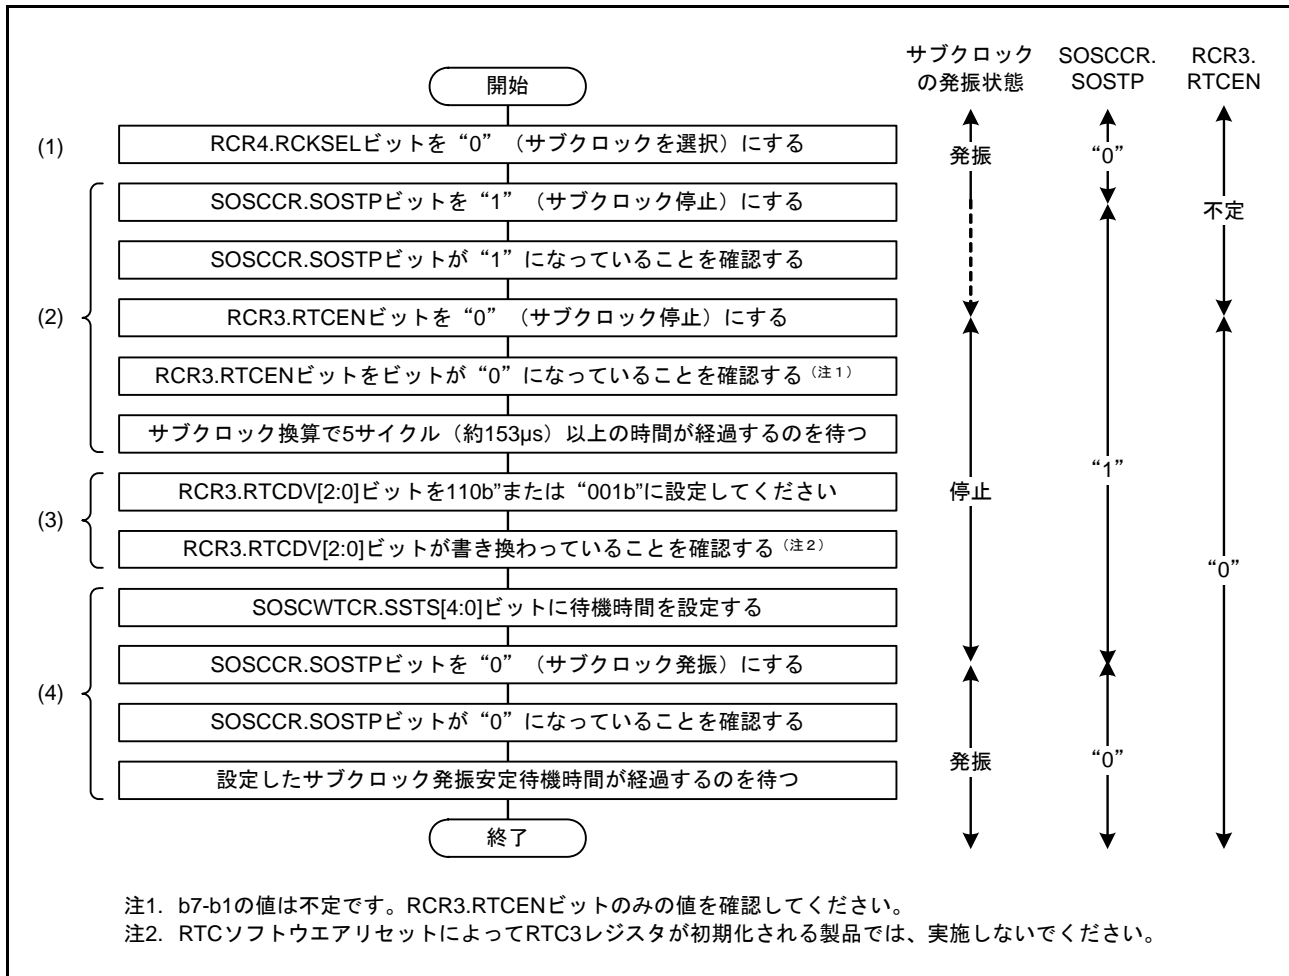 サブクロック
の発振状態
SOSCCR.
SOSTP
RCR3.
RTCEN
開始
(1)
RCR4.RCKSELビットを“0”（サブクロックを選択）にする
発振
“0”
SOSCCR.SOSTPビットを“1”（サブクロック停止）にする
不定
SOSCCR.SOSTPビットが“1”になっていることを確認する
(2)
RCR3.RTCENビットを“0”（サブクロック停止）にする
RCR3.RTCENビットをビットが“0”になっていることを確認する（注１）
サブクロック換算で5サイクル（約153µs）以上の時間が経過するのを待つ
“1”
RCR3.RTCDV[2:0]ビットを110b”または“001b”に設定してください
停止
(3)
RCR3.RTCDV[2:0]ビットが書き換わっていることを確認する（注２）
“0”
SOSCWTCR.SSTS[4:0]ビットに待機時間を設定する
SOSCCR.SOSTPビットを“0”（サブクロック発振）にする
(4)
SOSCCR.SOSTPビットが“0”になっていることを確認する
発振
“0”
設定したサブクロック発振安定待機時間が経過するのを待つ
終了
注1. b7-b1の値は不定です。RCR3.RTCENビットのみの値を確認してください。
注2. RTCソフトウエアリセットによってRTC3レジスタが初期化される製品では、実施しないでください。